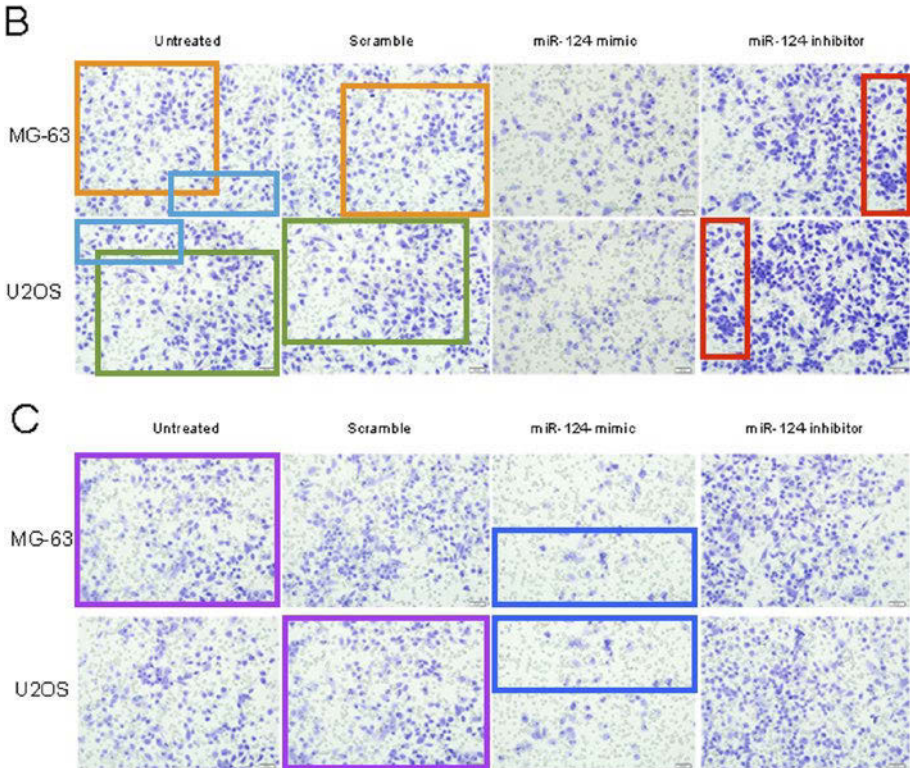 B
Untreated Scramble miR-124 mimic miR-124 inhibitor
MG-63
U2OS
C
Untreated Scramble miR-124 mimic miR-124 inhibitor
MG-63
U2OS